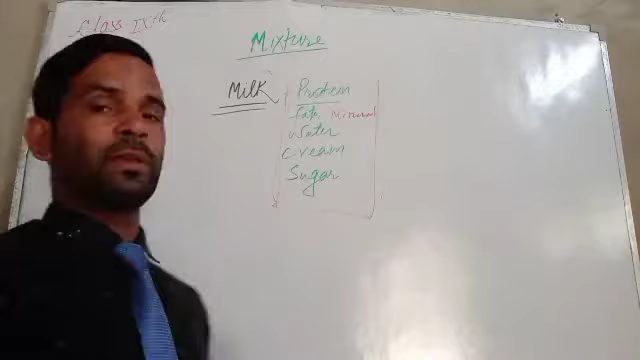 Class IXth
Mixture
Milk Protein
fat, Mineral
Water
Cream
Sugar